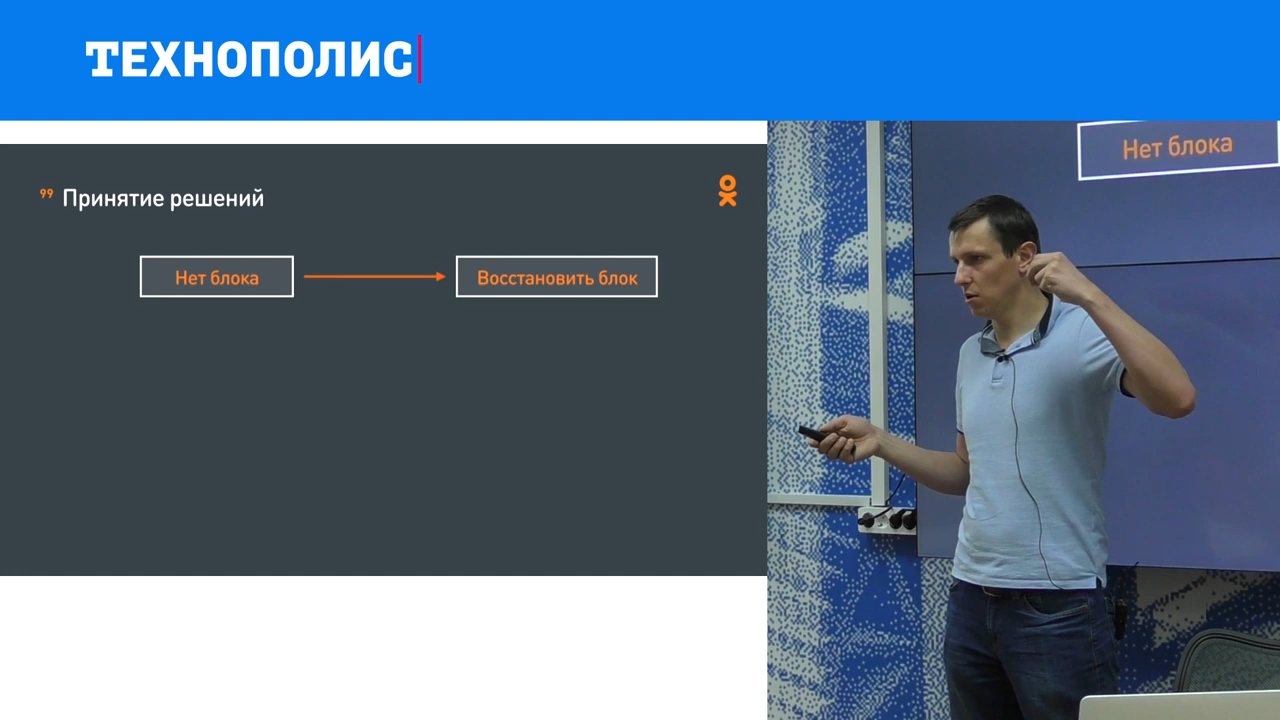 ТЕХНОПОЛИС
” Принятие решений
Нет блока
Восстановить блок
Нет блока